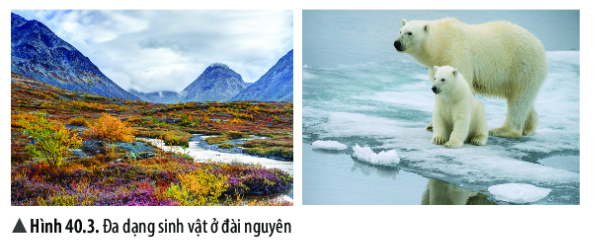 ▲Hình 40.3. Đa dạng sinh vật ở đài nguyên